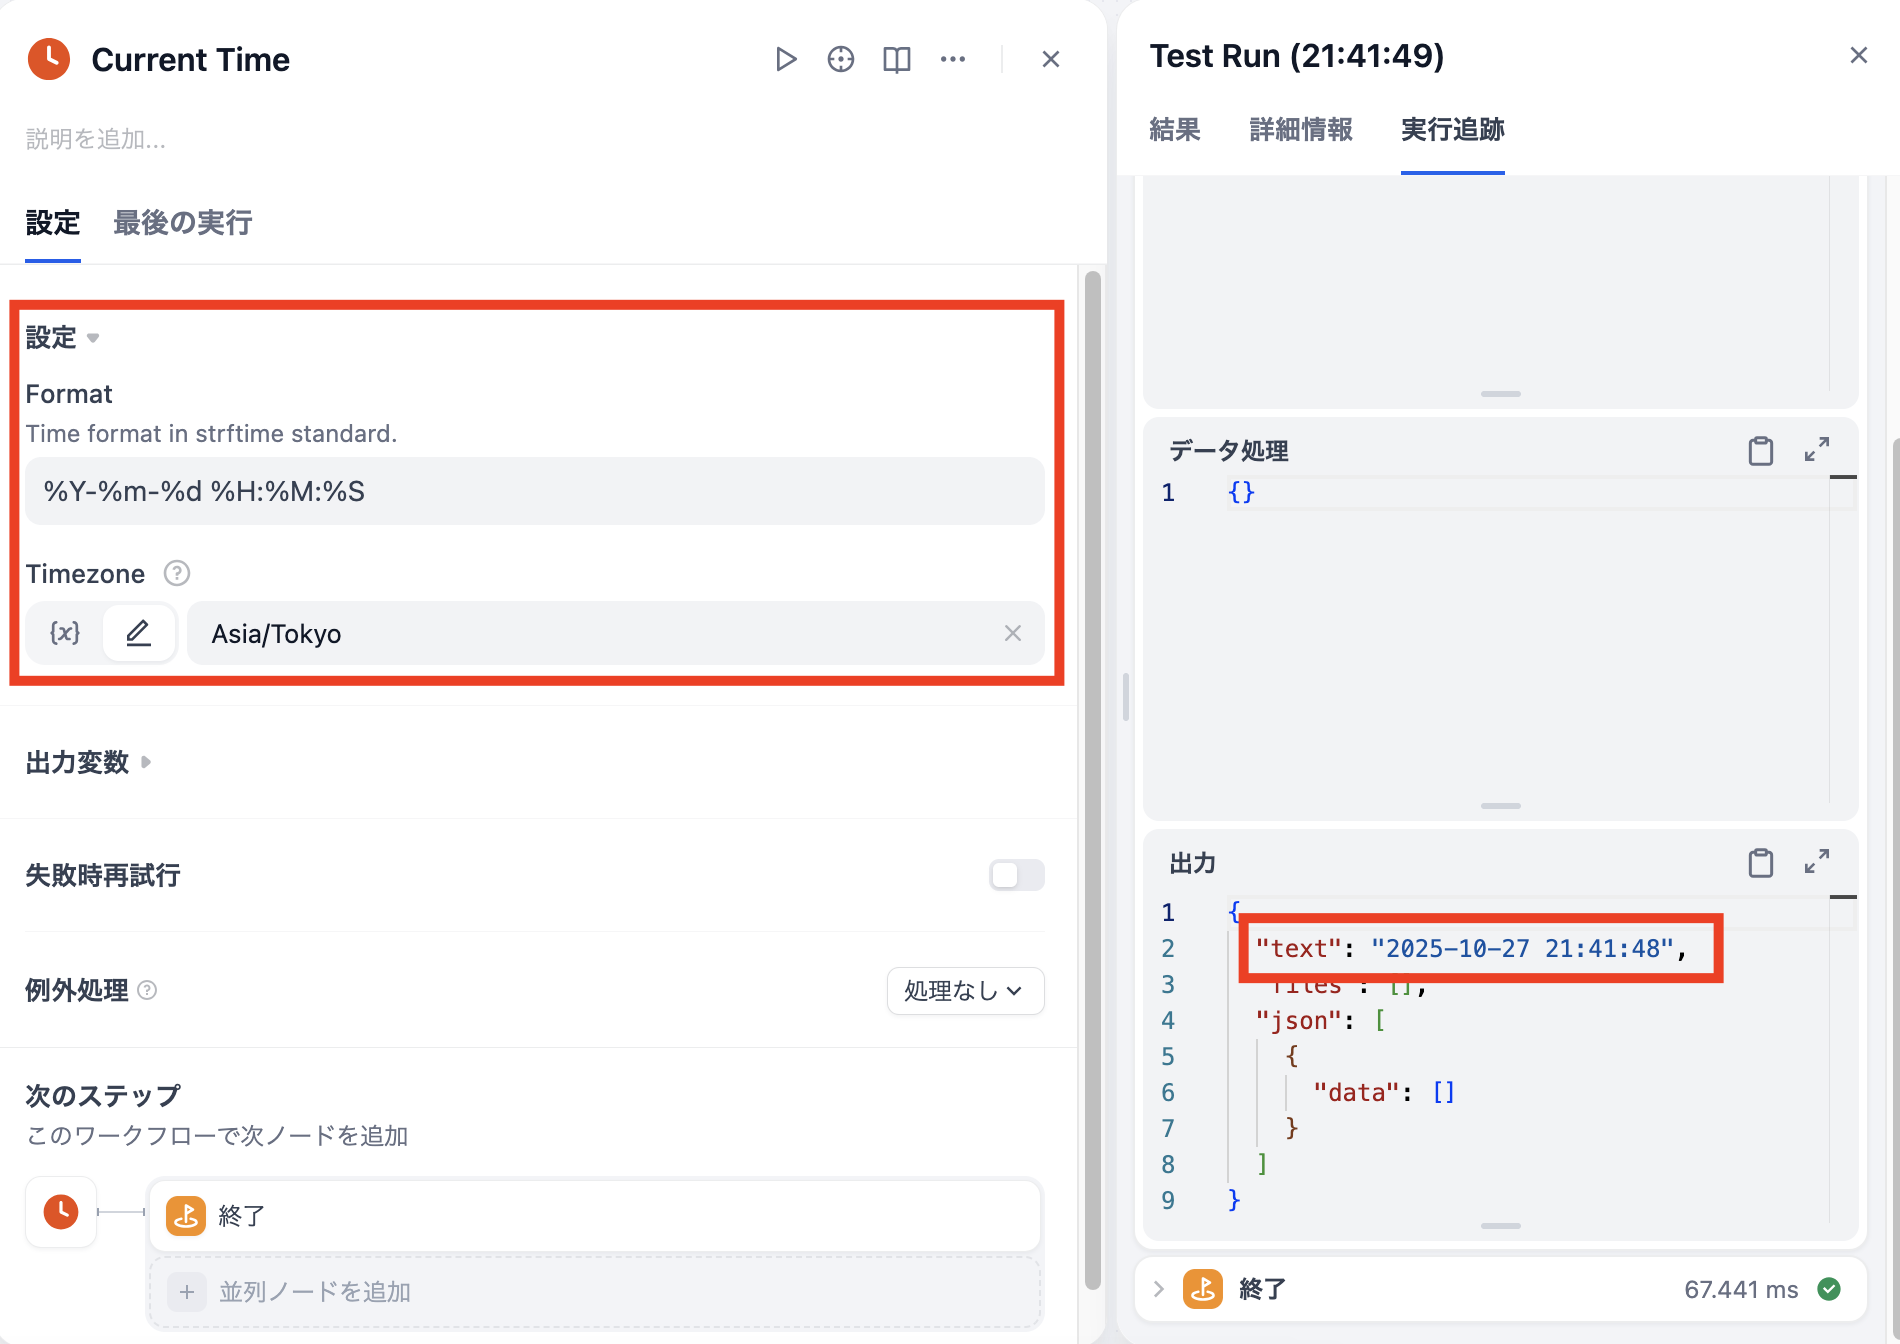 Current Time
説明を追加...
設定 最後の実行
設定
Format
Time format in strftime standard.
%Y-%m-%d %H:%M:%S
Timezone ?
{x} Asia/Tokyo
出力変数
失敗時再試行
例外処理 ? 処理なし
次のステップ
このワークフローで次ノードを追加
終了
+ 並列ノードを追加
Test Run (21:41:49)
結果 詳細情報 実行追跡
データ処理
1 {}
出力
1 {
2 "text": "2025-10-27 21:41:48",
3 "files": [],
4 "json": [
5 {
6 "data": []
7 }
8 ]
9 }
終了 67.441 ms